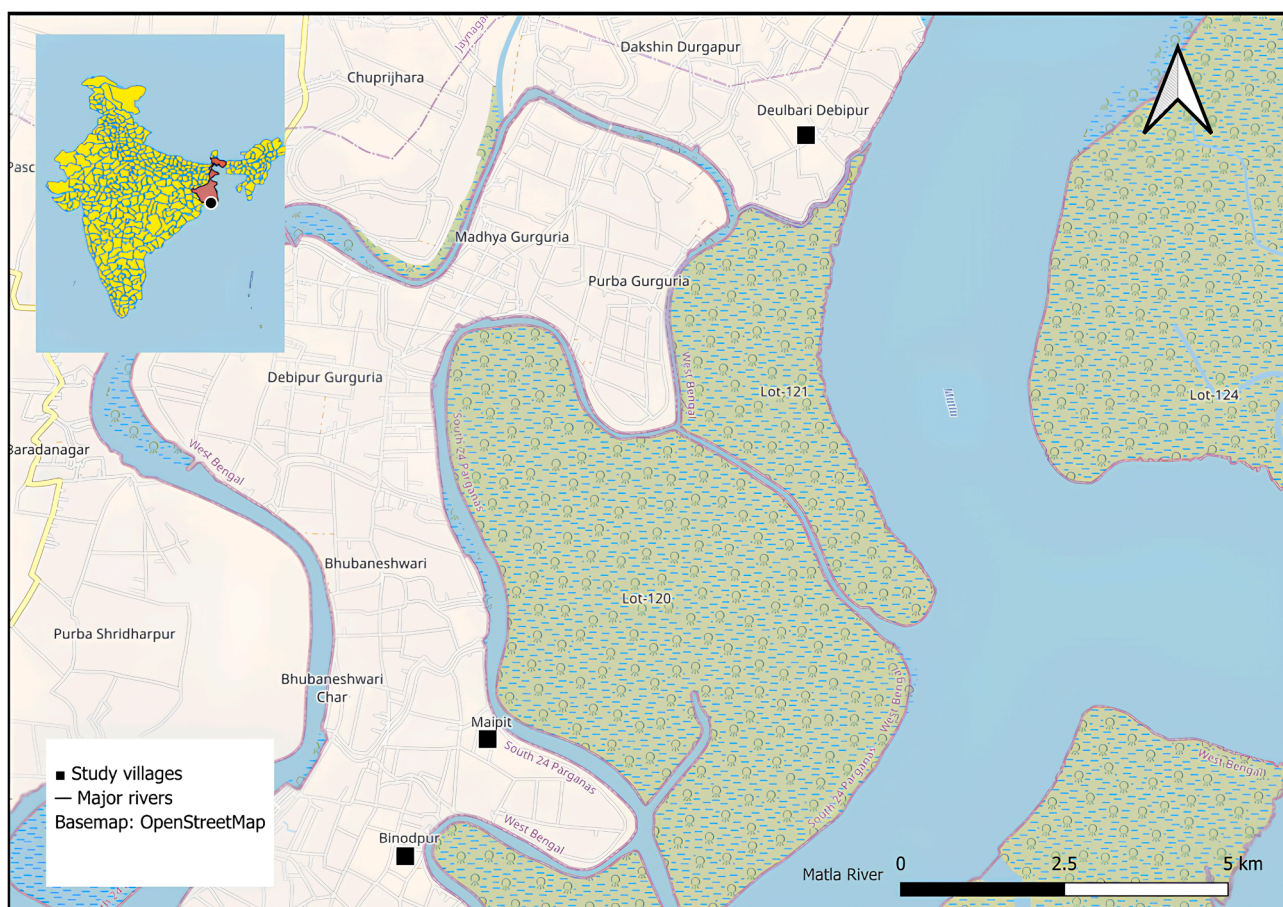 Dakshin Durgapur
Jaynagar
Chuprijhara
Deulbari Debipur
Pasc
Madhya Gurguria
Purba Gurguria
West Bengal
Debipur Gurguria
Lot-121
Lot-124
South 24 Parganas
Baradanagar
West Bengal
Bhubaneshwari
Lot-120
Purba Shridharpur
Bhubaneshwari
Char
West Bengal
Maipit
South 24 Parganas
South 24 Parganas
West Bengal
■ Study villages
— Major rivers
Basemap: OpenStreetMap
West Bengal
Binodpur
Matla River
0 2.5 5 km